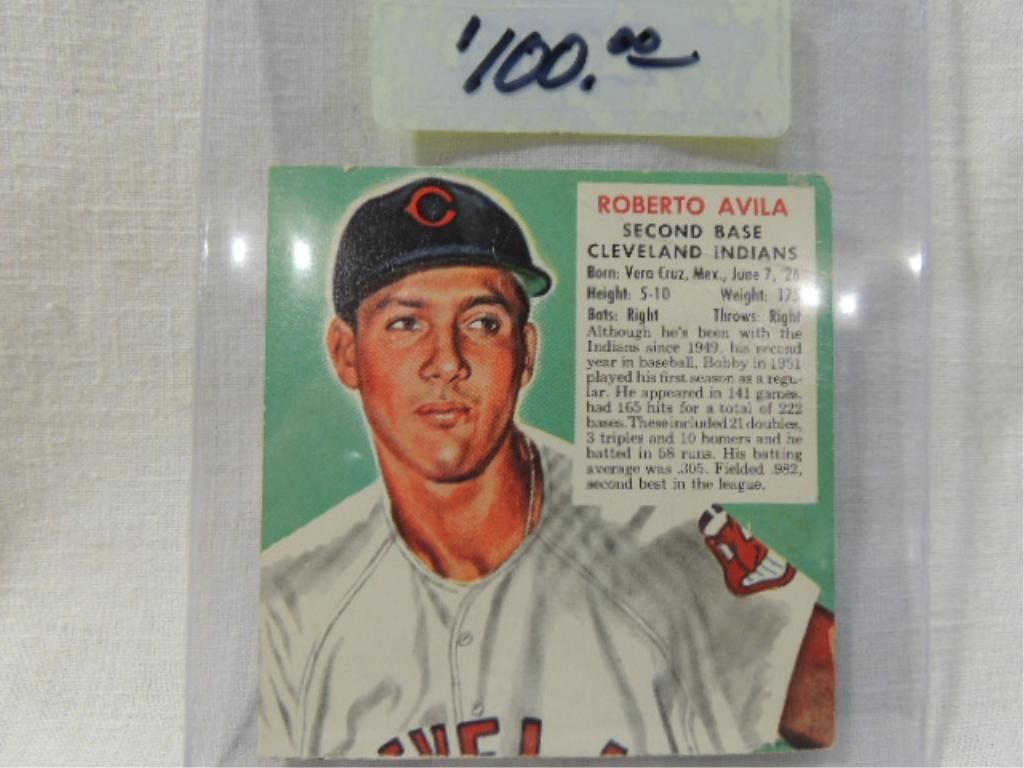 $100.00
C
ROBERTO AVILA
SECOND BASE
CLEVELAND INDIANS
Born: Vera Cruz, Mex., June 7, '26
Height: 5-10 Weight: 175
Bats: Right Throws: Right
Although he's been with the
Indians since 1949, his second
year in baseball, Bobby in 1951
played his first season as a regu-
lar. He appeared in 141 games,
had 165 hits for a total of 222
bases. These included 21 doubles,
3 triples and 10 homers and he
batted in 58 runs. His batting
average was .305. Fielded .982,
second best in the league.
EVELA